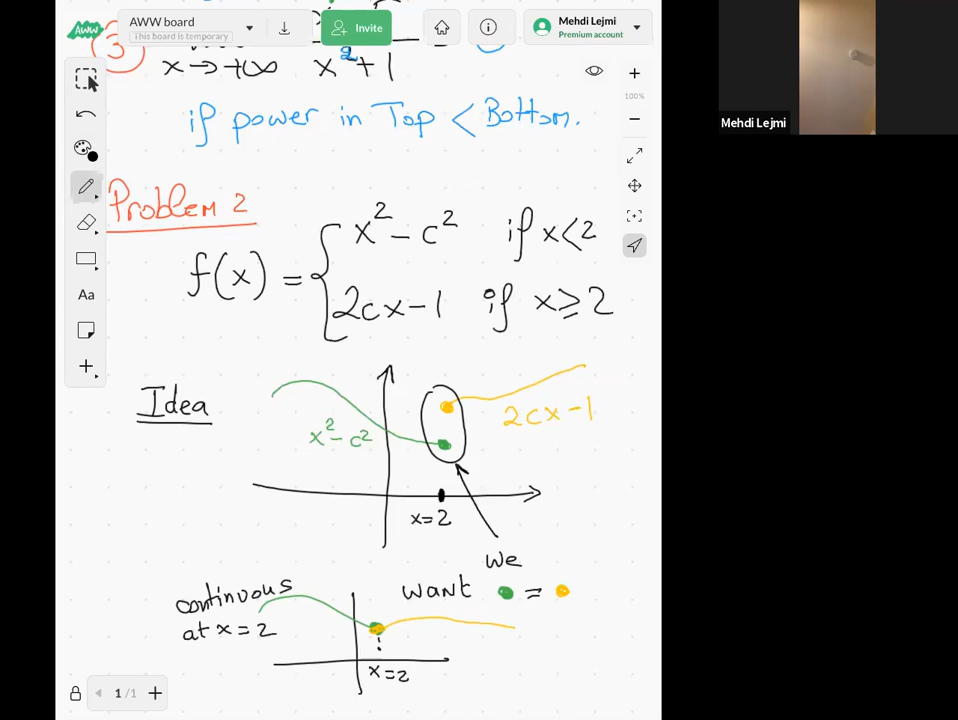 AWW board
This board is temporary
Invite
Mehdi Lejmi
Premium account
AWW
3
x→+∞ x²+1
100%
if power in Top < Bottom.
Mehdi Lejmi
Problem 2
f(x) = { x² - c² if x<2
2cx-1 if x≥2
Aa
Idea
2cx-1
x²-c²
x=2
we
want =
continuous
at x=2
x=2
1/1